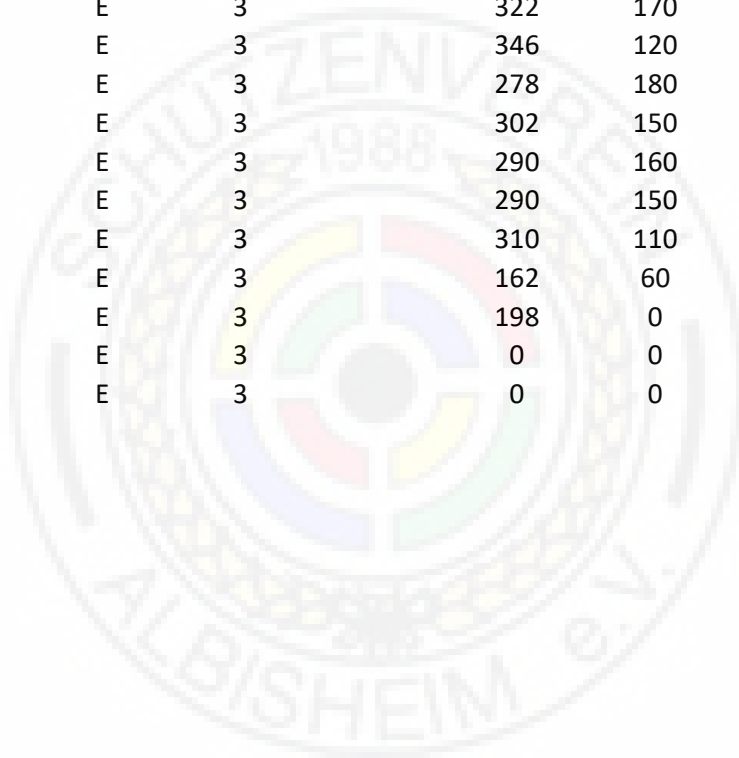 E 3 322 170
E 3 346 120
E 3 278 180
E 3 302 150
E 3 290 160
E 3 290 150
E 3 310 110
E 3 162 60
E 3 198 0
E 3 0 0
E 3 0 0
SCHÜTZENVEREIN
1988
ALBISHEIM e.V.